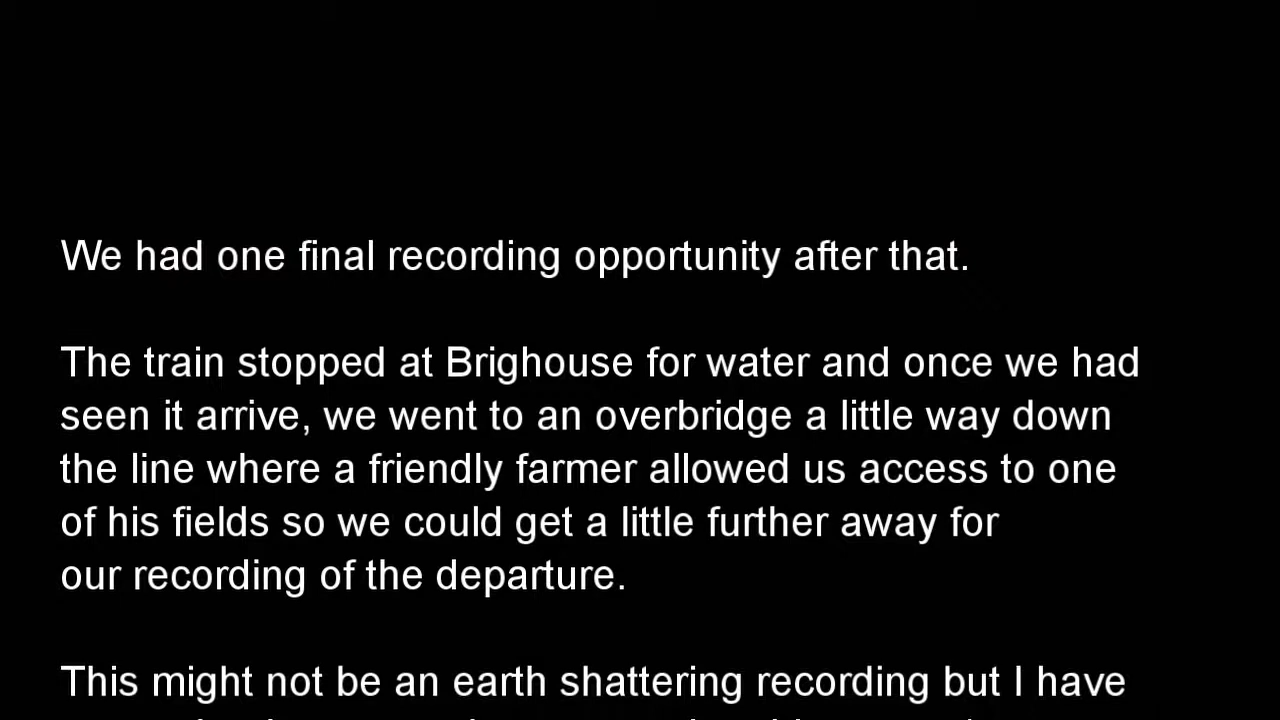 We had one final recording opportunity after that.
The train stopped at Brighouse for water and once we had
seen it arrive, we went to an overbridge a little way down
the line where a friendly farmer allowed us access to one
of his fields so we could get a little further away for
our recording of the departure.
This might not be an earth shattering recording but I have